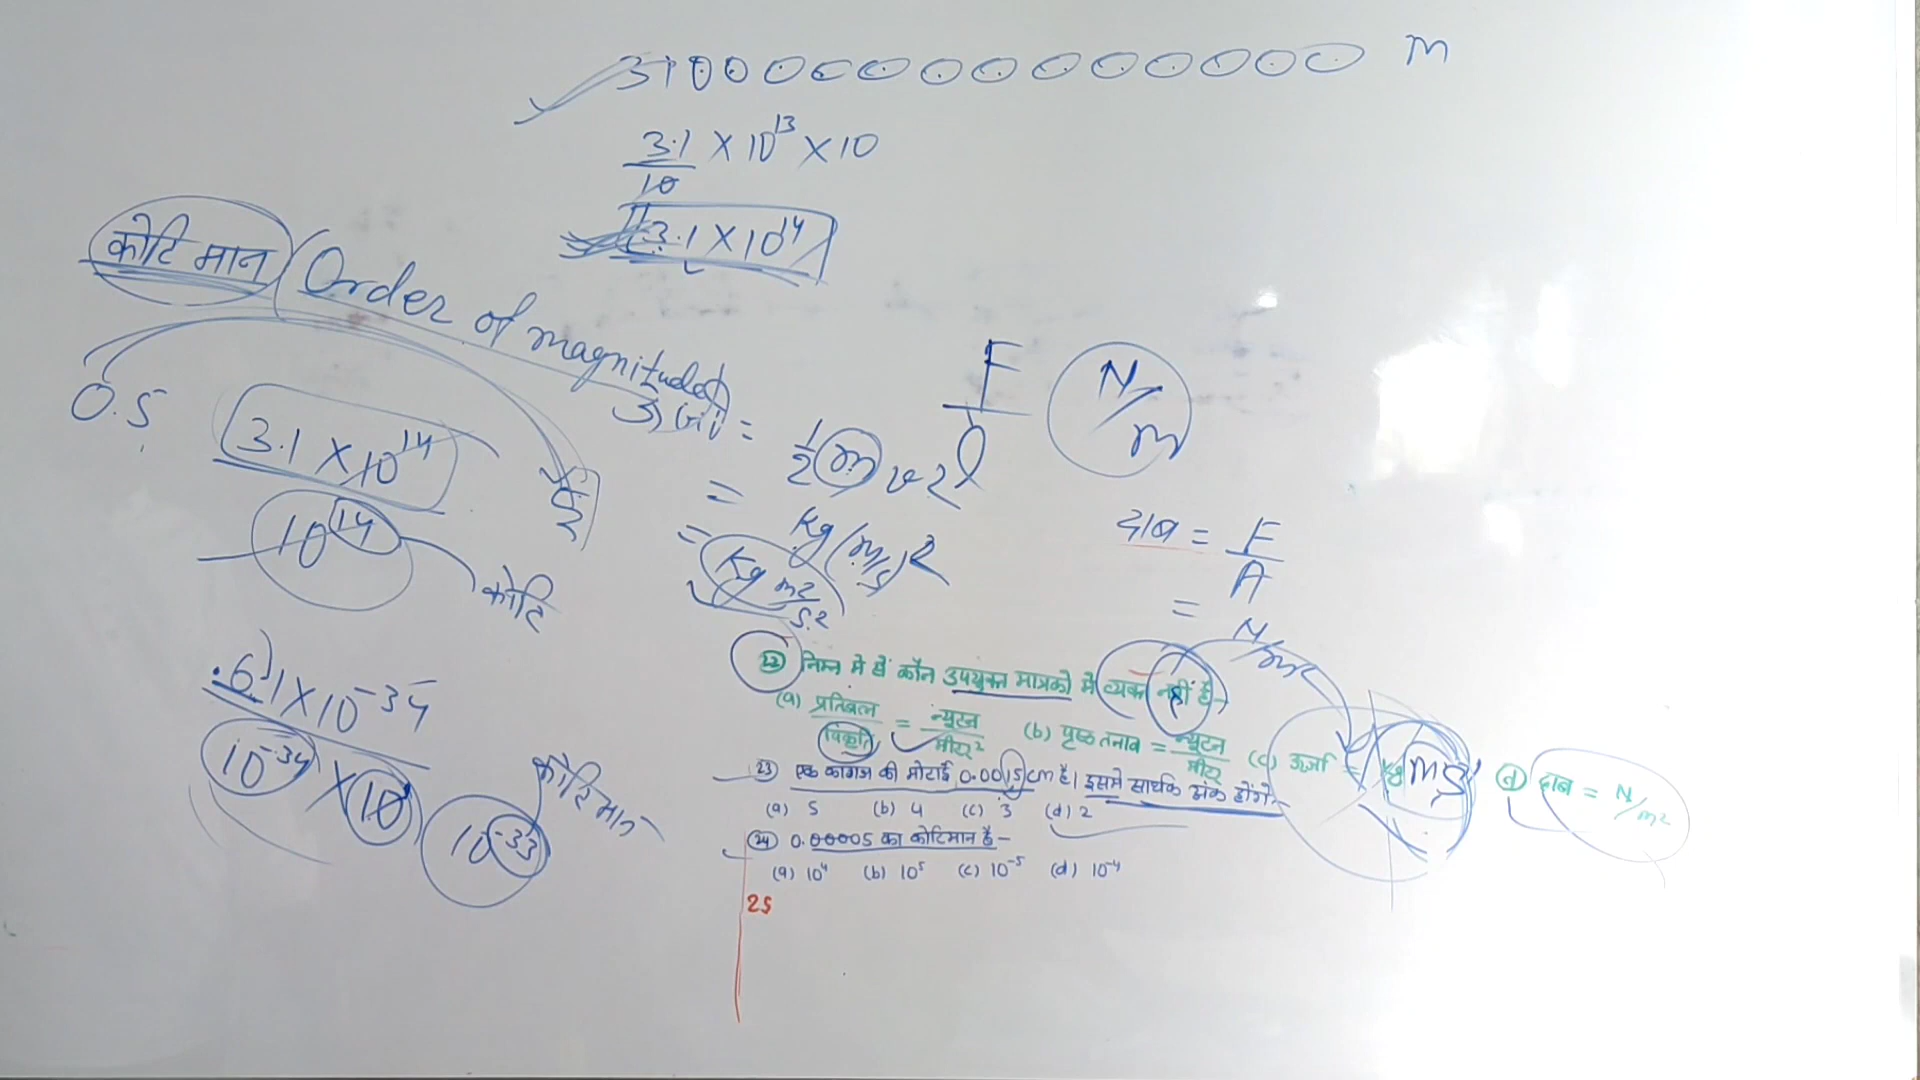 3100000000000 m
3.1 × 10^13 × 10
10
3.1 × 10^14
कोटि मान (Order of magnitude)
0.5
3.1 × 10^14
10^14
कोटि
ऊर्जा = 1/2 m v2
= kg (m/s)2
= kg m2/s2
F/l
N/m
दाब = F/A
= N/m2
.6)1 × 10^-34
10^-34 × 10
10^-33
कोटि मान
22) निम्न में से कौन उपयुक्त मात्रको में व्यक्त नहीं है-
(a) प्रतिबल/विकृति = न्यूटन/मीटर² (b) पृष्ठ तनाव = न्यूटन/मीटर (c) ऊर्जा = kg m s-1 (d) दाब = N/m2
23) एक कागज की मोटाई 0.0015 cm है। इसमे सार्थक अंक होंगे-
(a) 5 (b) 4 (c) 3 (d) 2
24) 0.00005 का कोटिमान है-
(a) 10^4 (b) 10^5 (c) 10^-5 (d) 10^-4
25